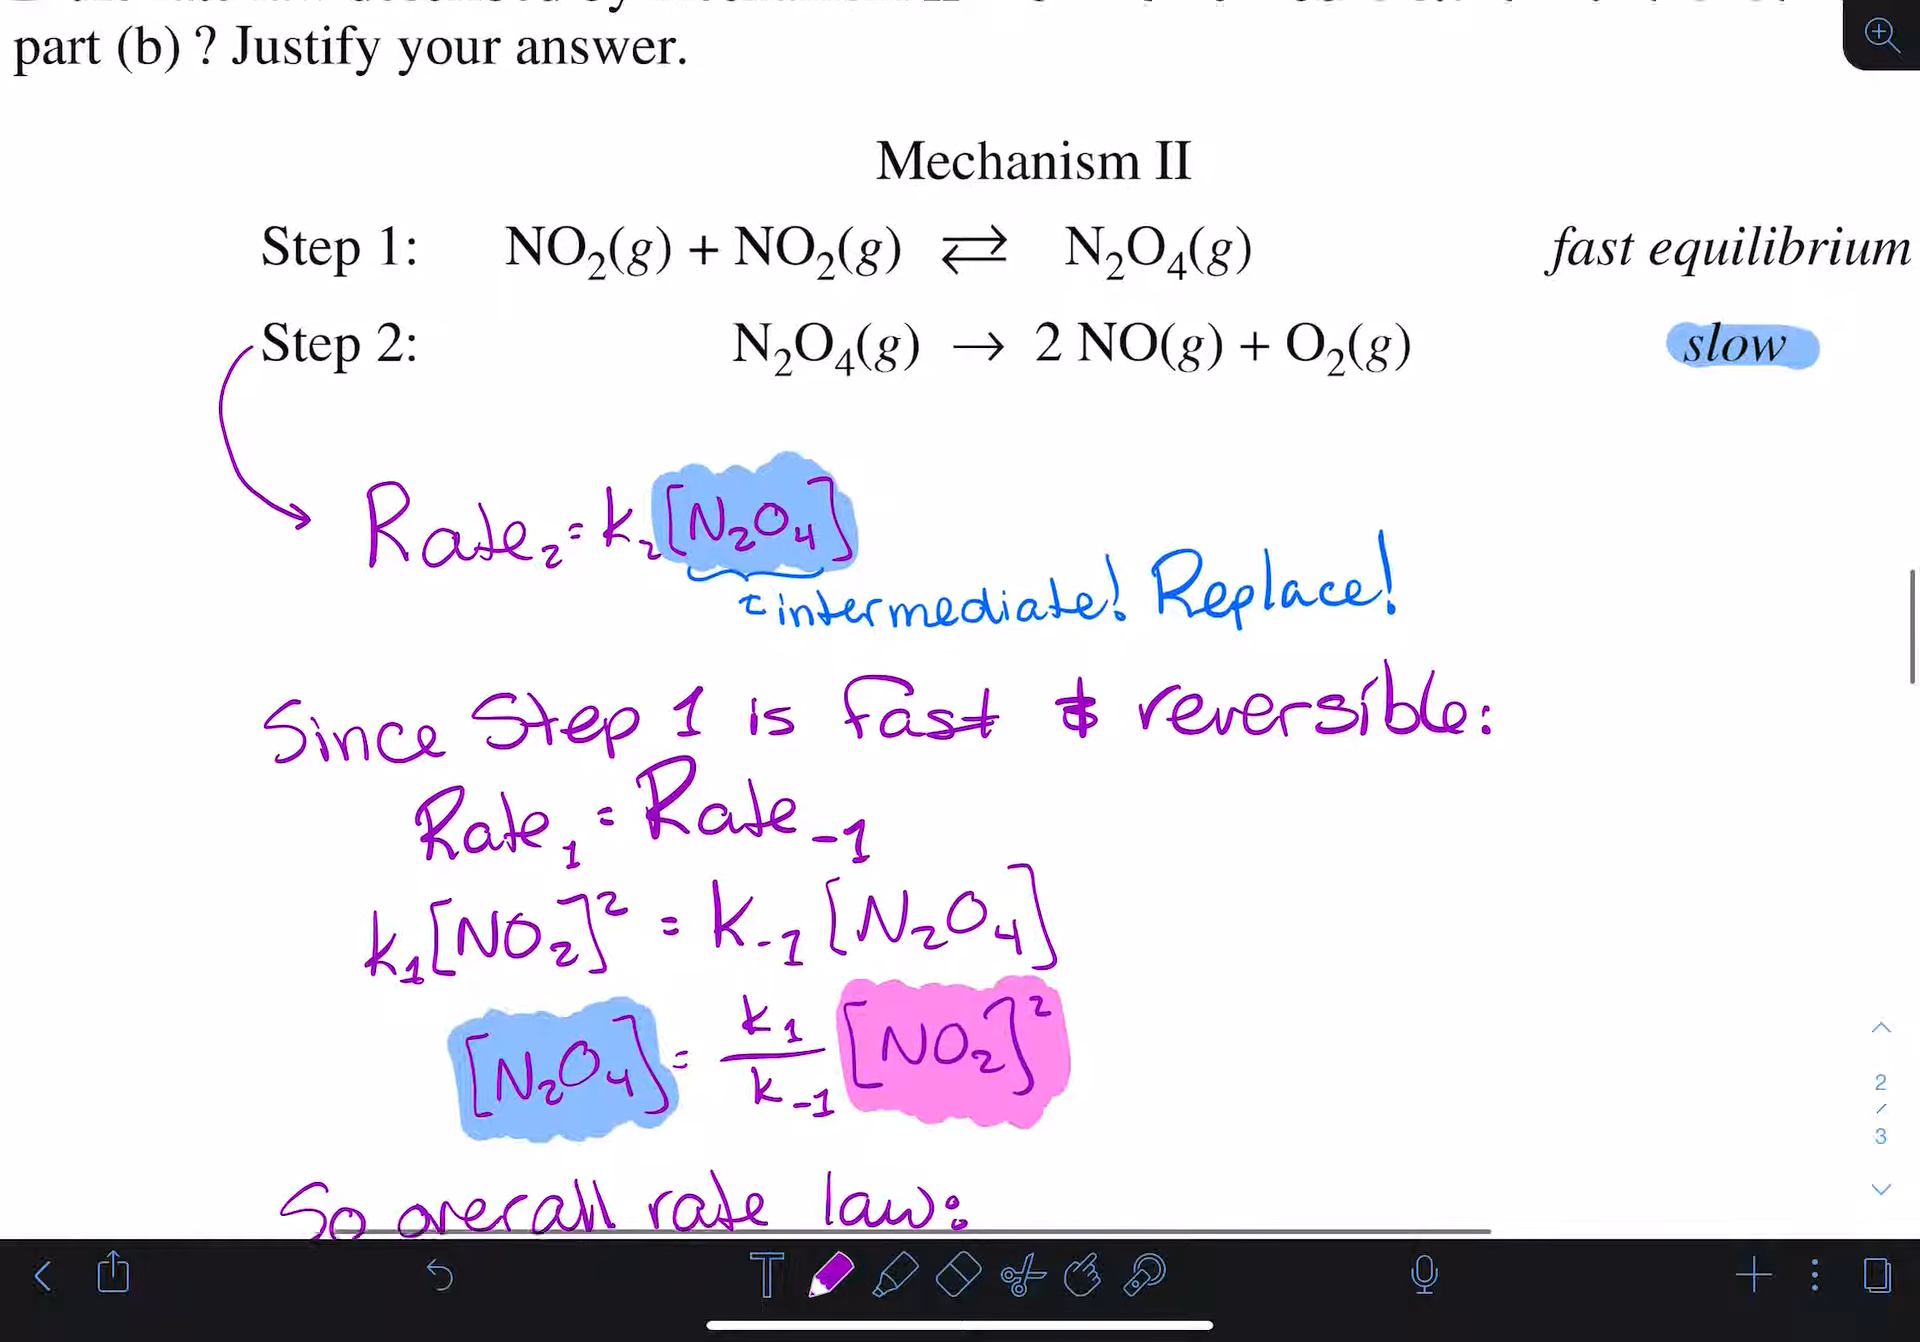 part (b) ? Justify your answer.
Mechanism II
Step 1: NO₂(g) + NO₂(g) ⇄ N₂O₄(g) fast equilibrium
Step 2: N₂O₄(g) → 2 NO(g) + O₂(g) slow
Rate₂ = k₂[N₂O₄]
intermediate! Replace!
Since Step 1 is fast & reversible:
Rate₁ = Rate₋₁
k₁[NO₂]² = k₋₁[N₂O₄]
[N₂O₄] = k₁/k₋₁ [NO₂]²
So overall rate law:
2
/
3
T